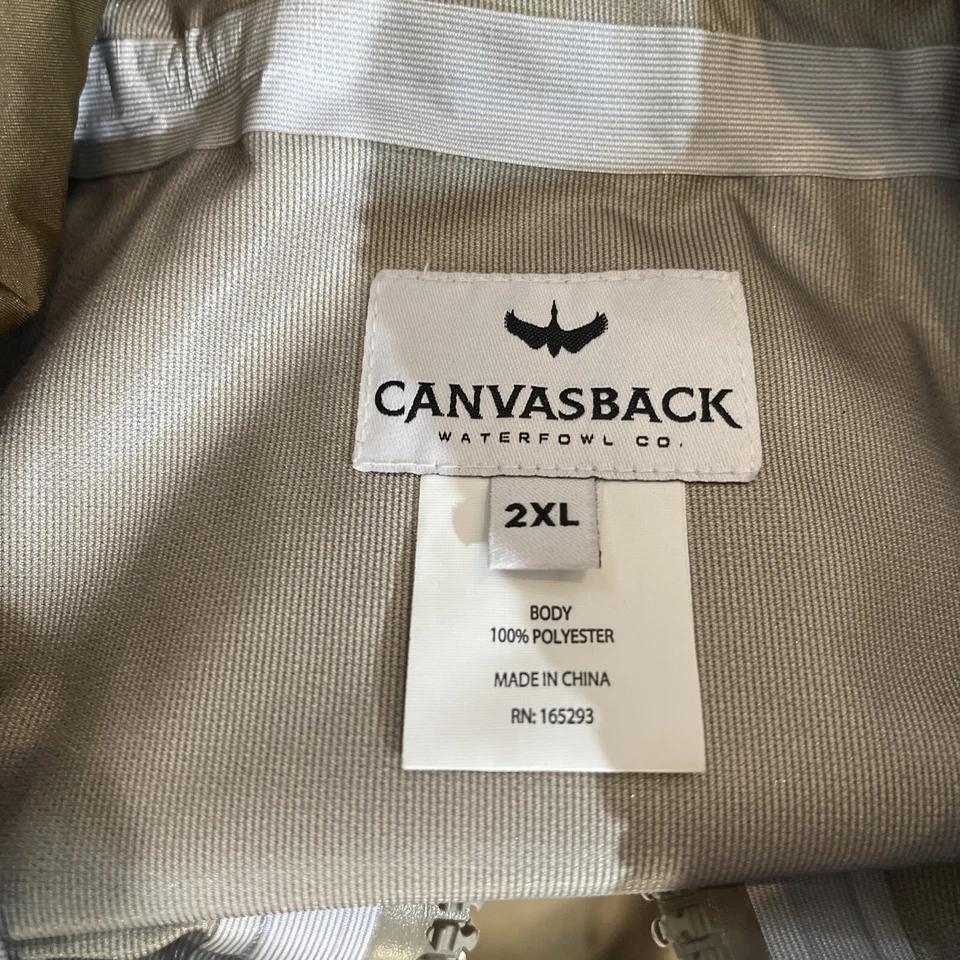 CANVASBACK
WATERFOWL CO.
2XL
BODY
100% POLYESTER
MADE IN CHINA
RN: 165293